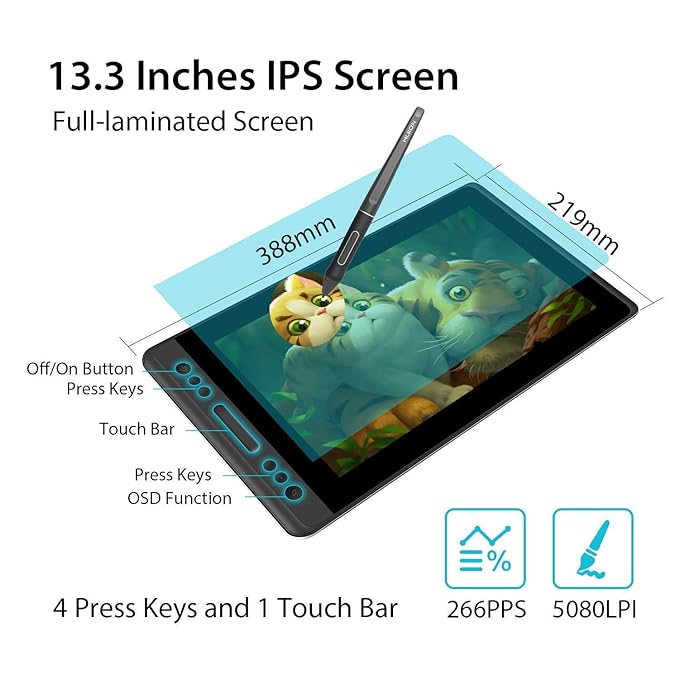 13.3 Inches IPS Screen
Full-laminated Screen
HUION
388mm
219mm
Off/On Button
Press Keys
Touch Bar
Press Keys
OSD Function
%
266PPS
5080LPI
4 Press Keys and 1 Touch Bar